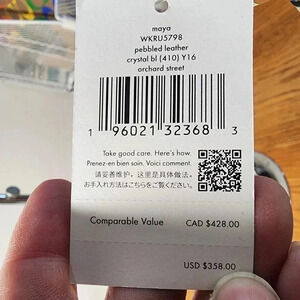 maya
WKRU5798
pebbled leather
crystal bl (410) Y16
orchard street
1 96021 32368 3
Take good care. Here's how.
Prenez-en bien soin. Voici comment.
请妥善维护。这里是具体做法。
お手入れ方法はこちらをご覧ください。
Comparable Value CAD $428.00
USD $358.00